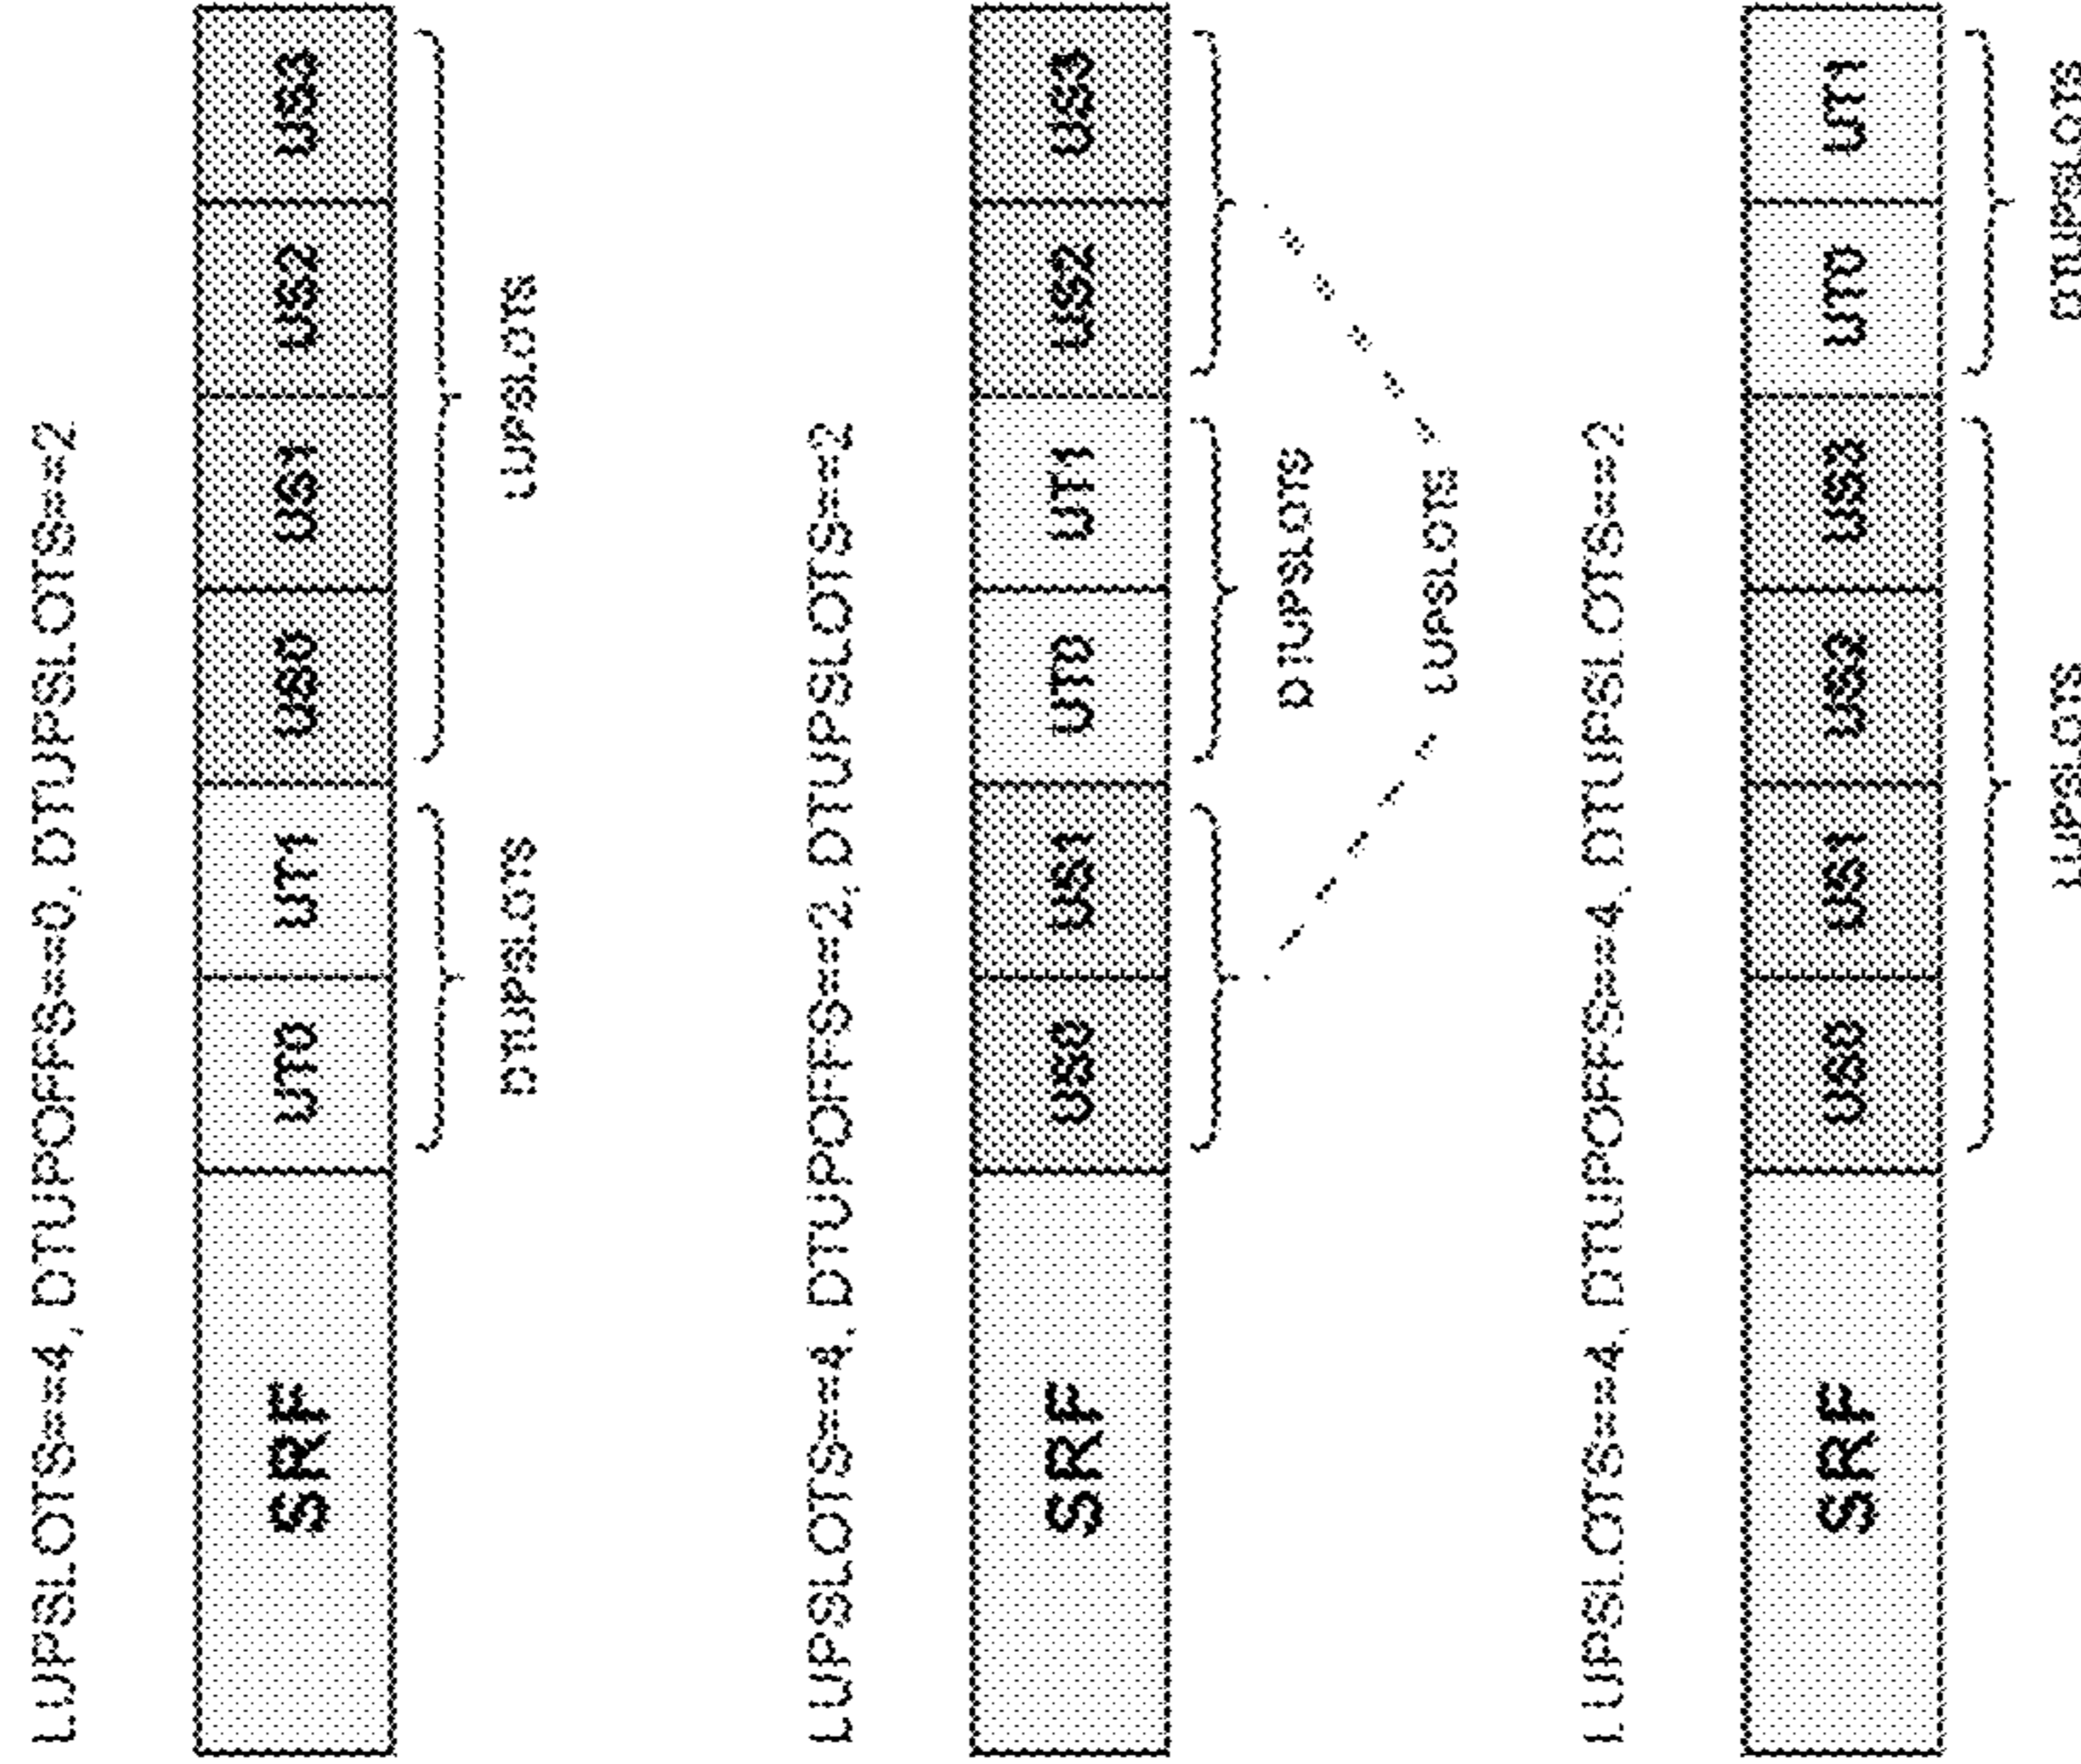 LUPSLOTS==4, DTUPOFFS==0, DTUPSLOTS==2
SRF UT0 UT1 US0 US1 US2 US3
DTUPSLOTS LUPSLOTS
LUPSLOTS==4, DTUPOFFS==2, DTUPSLOTS==2
SRF US0 US1 UT0 UT1 US2 US3
DTUPSLOTS
LUPSLOTS
LUPSLOTS==4, DTUPOFFS==4, DTUPSLOTS==2
SRF US0 US1 US2 US3 UT0 UT1
LUPSLOTS DTUPSLOTS